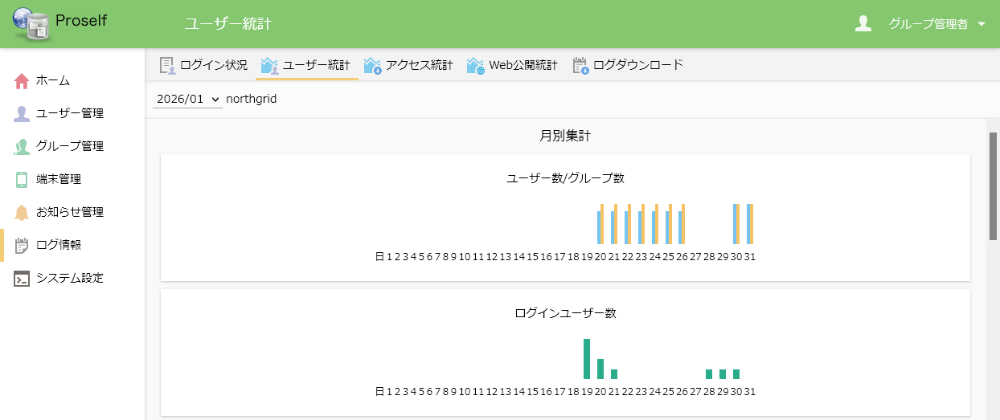 Proself
ユーザー統計
グループ管理者
ホーム
ユーザー管理
グループ管理
端末管理
お知らせ管理
ログ情報
システム設定
ログイン状況 ユーザー統計 アクセス統計 Web公開統計 ログダウンロード
2026/01 northgrid
月別集計
ユーザー数/グループ数
日 1 2 3 4 5 6 7 8 9 10 11 12 13 14 15 16 17 18 19 20 21 22 23 24 25 26 27 28 29 30 31
ログインユーザー数
日 1 2 3 4 5 6 7 8 9 10 11 12 13 14 15 16 17 18 19 20 21 22 23 24 25 26 27 28 29 30 31